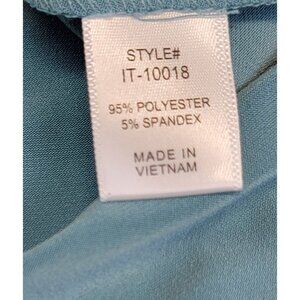 STYLE#
IT-10018
95% POLYESTER
5% SPANDEX
MADE IN
VIETNAM